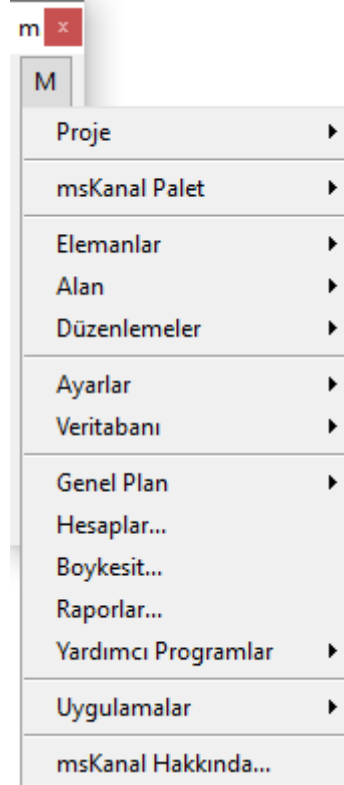 m x
M
Proje
msKanal Palet
Elemanlar
Alan
Düzenlemeler
Ayarlar
Veritabanı
Genel Plan
Hesaplar...
Boykesit...
Raporlar...
Yardımcı Programlar
Uygulamalar
msKanal Hakkında...